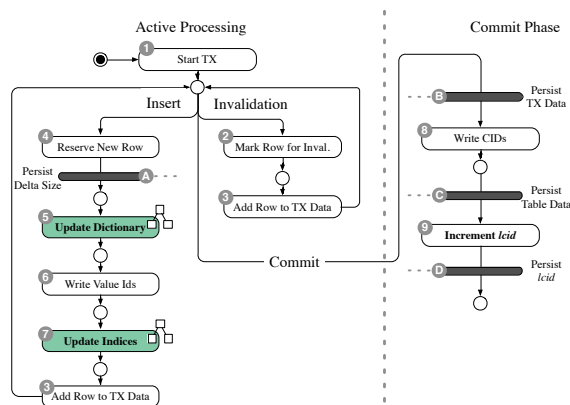 Active Processing
Commit Phase
1
Start TX
Insert
Invalidation
4
Reserve New Row
Persist
Delta Size
A
5
Update Dictionary
6
Write Value Ids
7
Update Indices
3
Add Row to TX Data
2
Mark Row for Inval.
3
Add Row to TX Data
Commit
B
Persist
TX Data
8
Write CIDs
C
Persist
Table Data
9
Increment lcid
D
Persist
lcid